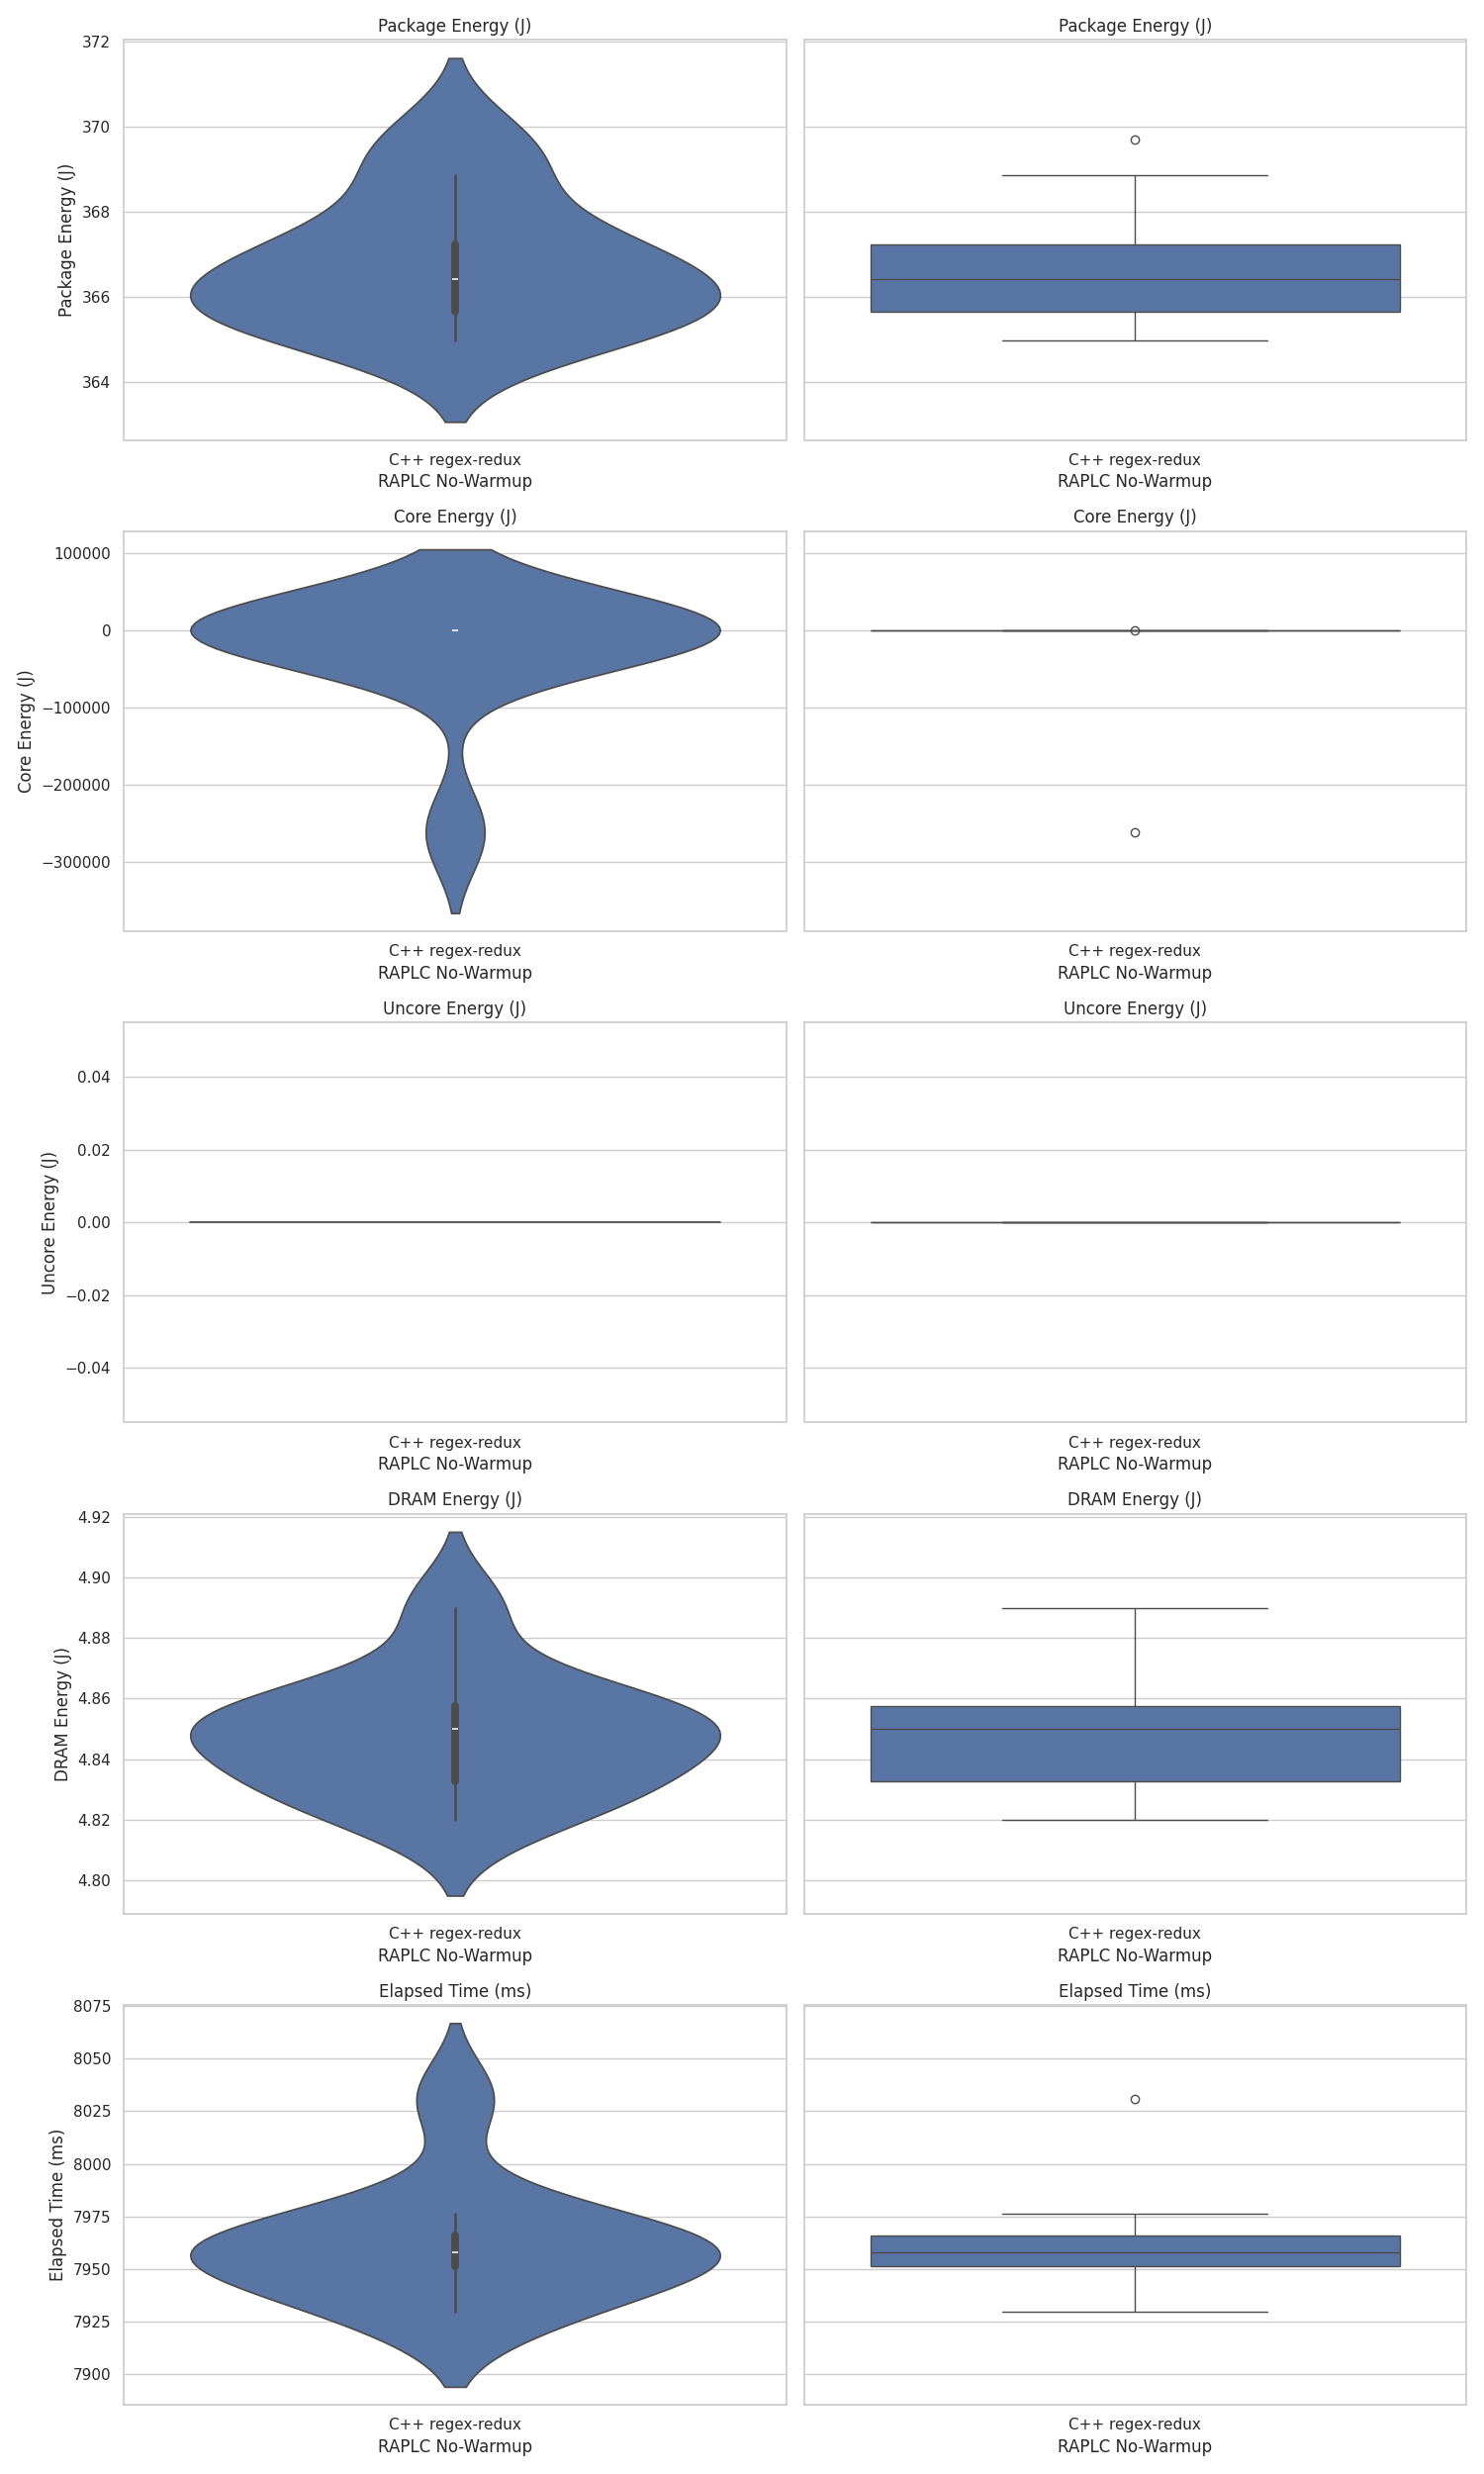 Package Energy (J)
Package Energy (J)
Package Energy (J)
372
370
368
366
364
C++ regex-redux
RAPLC No-Warmup
C++ regex-redux
RAPLC No-Warmup
Core Energy (J)
Core Energy (J)
Core Energy (J)
100000
0
−100000
−200000
−300000
C++ regex-redux
RAPLC No-Warmup
C++ regex-redux
RAPLC No-Warmup
Uncore Energy (J)
Uncore Energy (J)
Uncore Energy (J)
0.04
0.02
0.00
−0.02
−0.04
C++ regex-redux
RAPLC No-Warmup
C++ regex-redux
RAPLC No-Warmup
DRAM Energy (J)
DRAM Energy (J)
DRAM Energy (J)
4.92
4.90
4.88
4.86
4.84
4.82
4.80
C++ regex-redux
RAPLC No-Warmup
C++ regex-redux
RAPLC No-Warmup
Elapsed Time (ms)
Elapsed Time (ms)
Elapsed Time (ms)
8075
8050
8025
8000
7975
7950
7925
7900
C++ regex-redux
RAPLC No-Warmup
C++ regex-redux
RAPLC No-Warmup